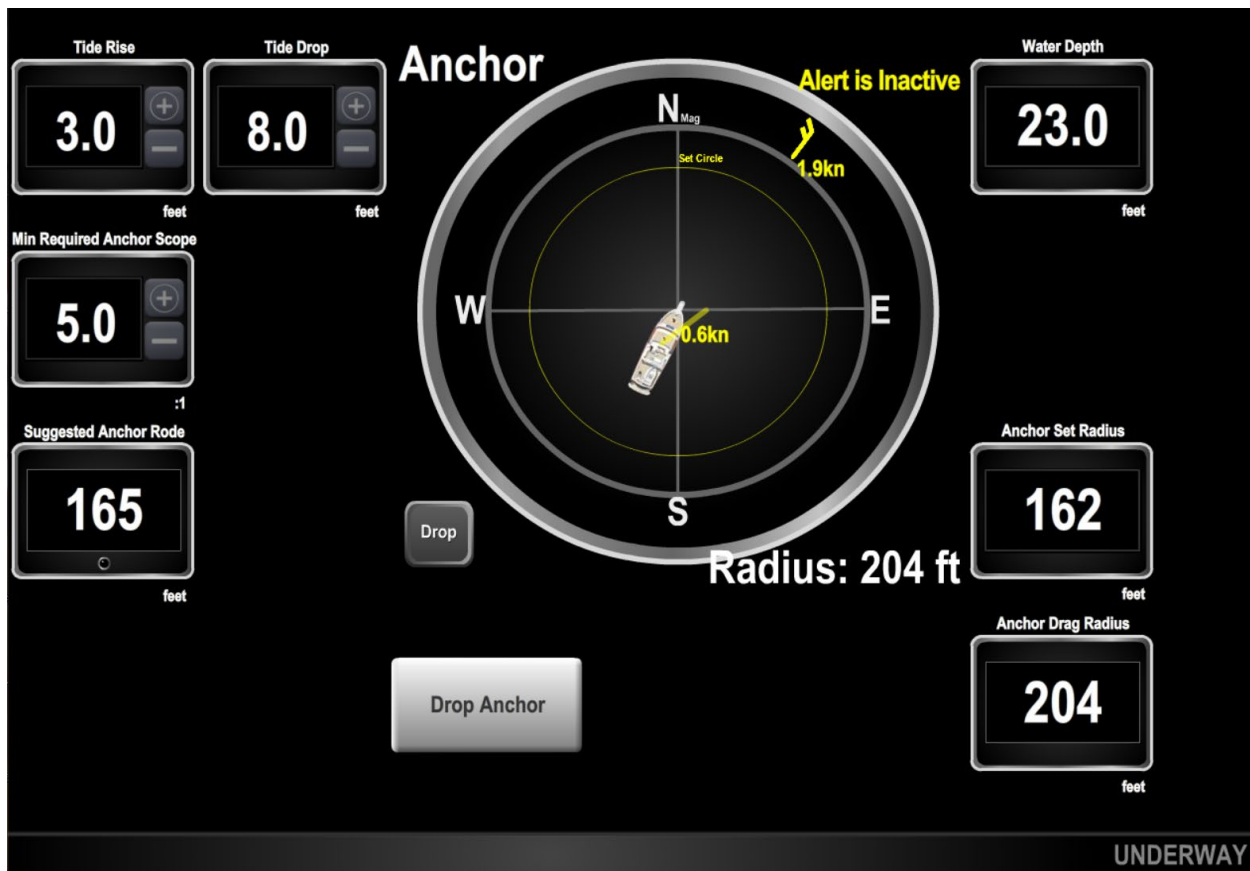 Tide Rise
3.0
feet
Tide Drop
8.0
feet
Anchor
Alert is Inactive
Water Depth
23.0
feet
N Mag
Set Circle
1.9kn
W
E
0.6kn
S
Min Required Anchor Scope
5.0
:1
Suggested Anchor Rode
165
feet
Drop
Radius: 204 ft
Anchor Set Radius
162
feet
Drop Anchor
Anchor Drag Radius
204
feet
UNDERWAY